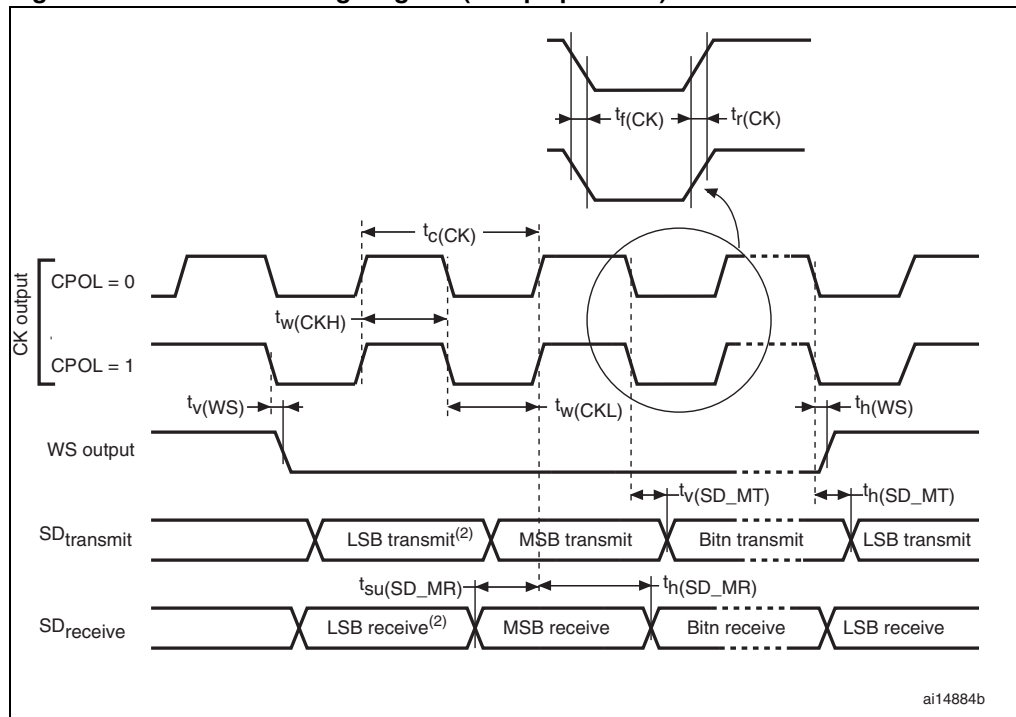 tf(CK)
tr(CK)
tc(CK)
CK output
CPOL = 0
tw(CKH)
CPOL = 1
tv(WS)
tw(CKL)
th(WS)
WS output
tv(SD_MT)
th(SD_MT)
SDtransmit
LSB transmit(2)
MSB transmit
Bitn transmit
LSB transmit
tsu(SD_MR)
th(SD_MR)
SDreceive
LSB receive(2)
MSB receive
Bitn receive
LSB receive
ai14884b